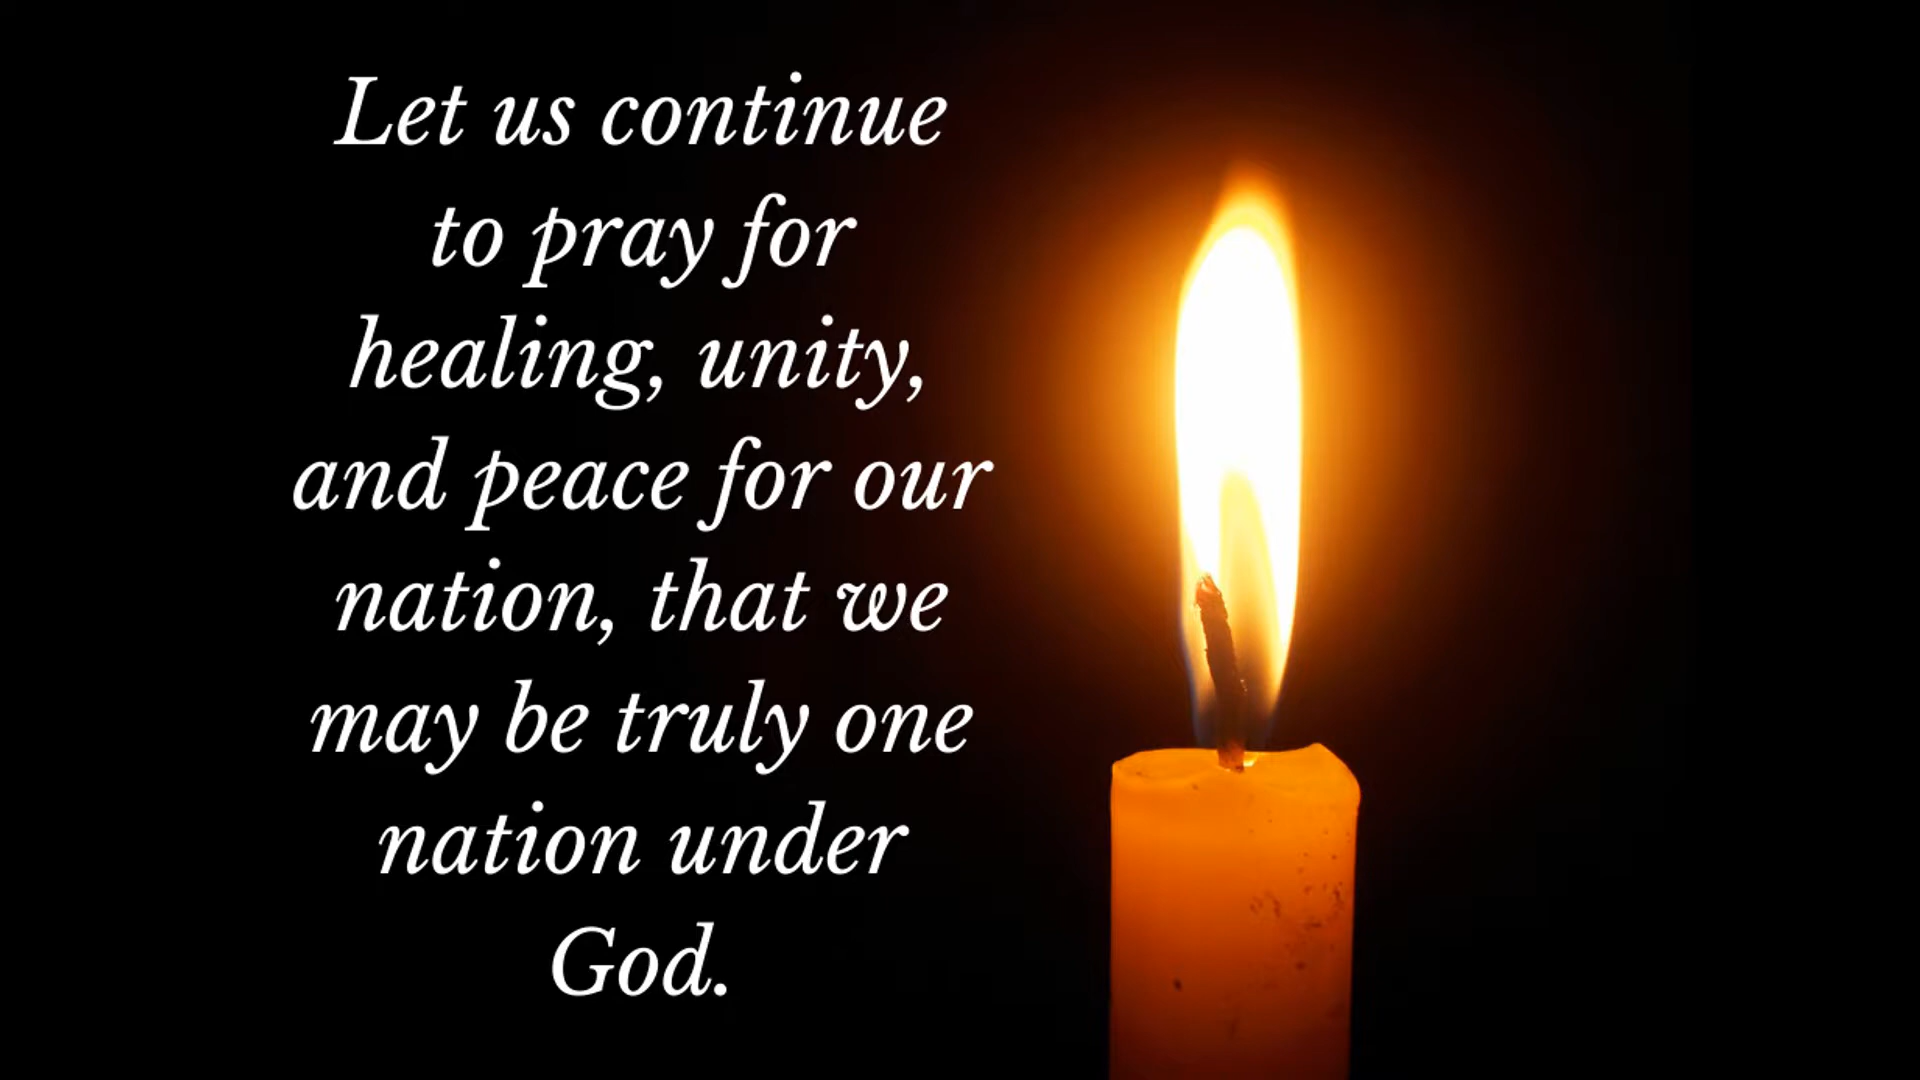 Let us continue
to pray for
healing, unity,
and peace for our
nation, that we
may be truly one
nation under
God.